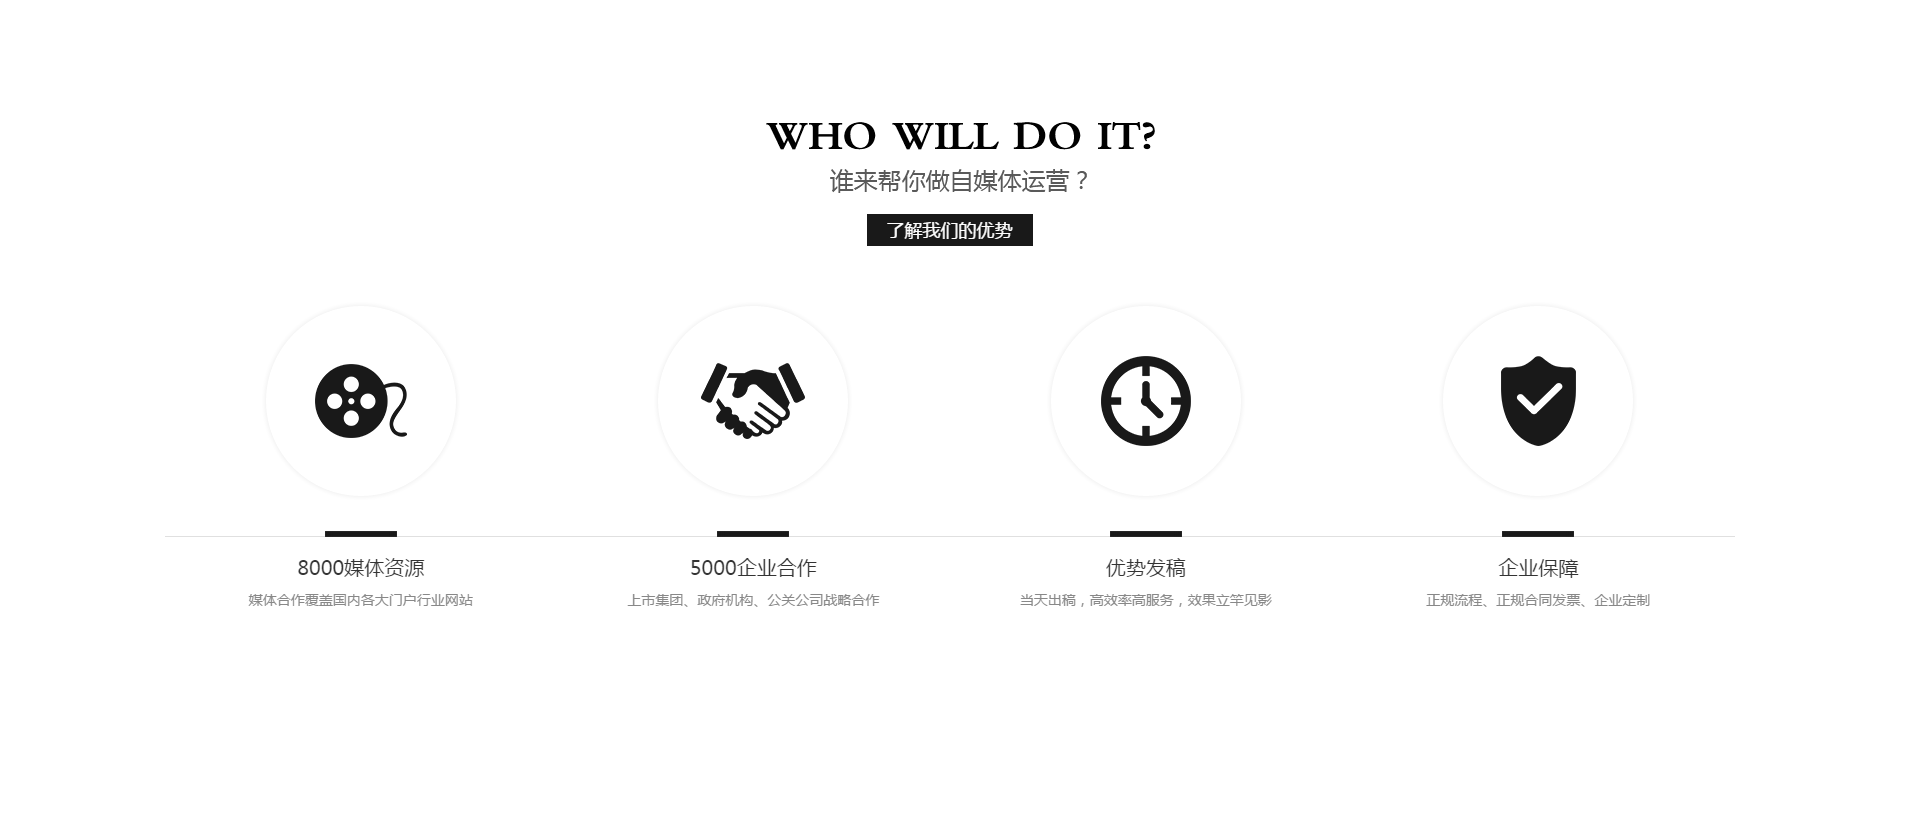 WHO WILL DO IT?
谁来帮你做自媒体运营？
了解我们的优势
8000媒体资源
媒体合作覆盖国内各大门户行业网站
5000企业合作
上市集团、政府机构、公关公司战略合作
优势发稿
当天出稿，高效率高服务，效果立竿见影
企业保障
正规流程、正规合同发票、企业定制